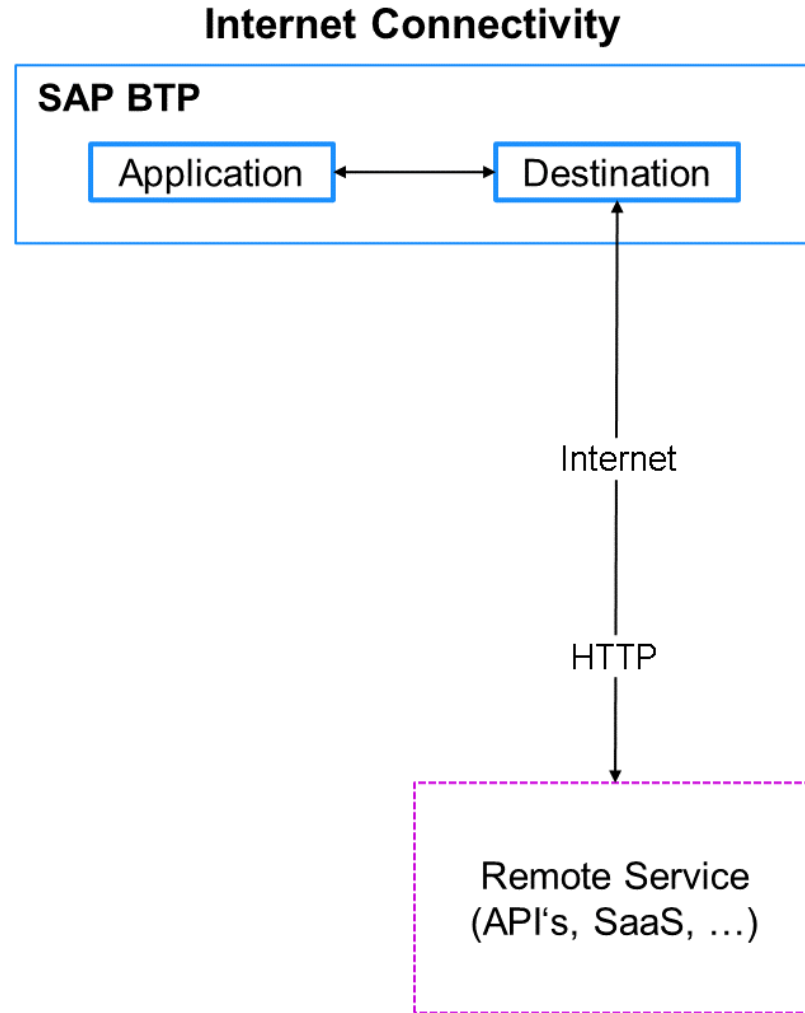 Internet Connectivity
SAP BTP
Application
Destination
Internet
HTTP
Remote Service
(API‘s, SaaS, …)